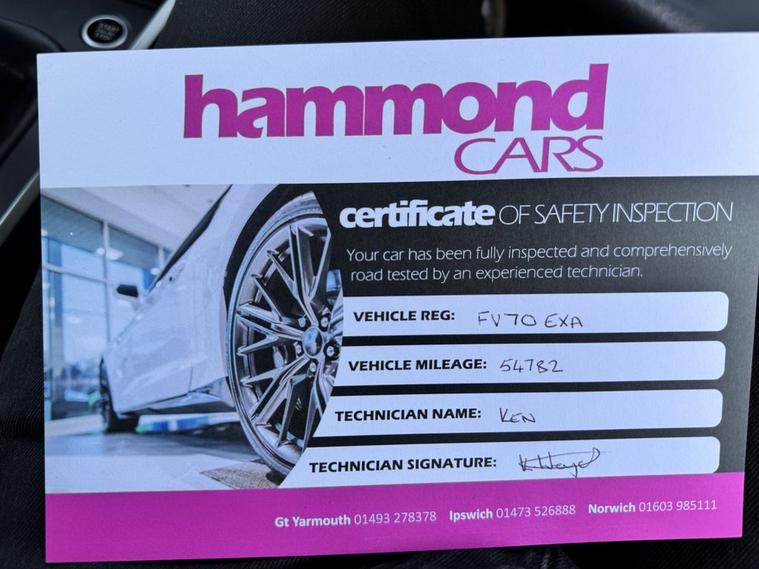 START
hammond
CARS
certificate OF SAFETY INSPECTION
Your car has been fully inspected and comprehensively
road tested by an experienced technician.
VEHICLE REG: FV70 EXA
VEHICLE MILEAGE: 54782
TECHNICIAN NAME: KEN
TECHNICIAN SIGNATURE:
Gt Yarmouth 01493 278378 Ipswich 01473 526888 Norwich 01603 985111